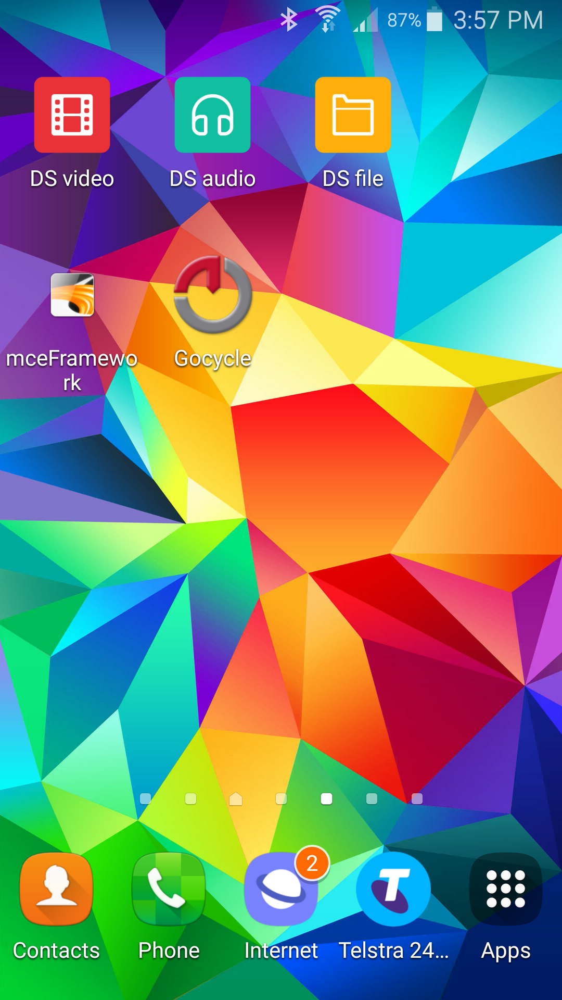 87% 3:57 PM
DS video DS audio DS file
mceFramewo
rk
Gocycle
2
T
Contacts Phone Internet Telstra 24... Apps